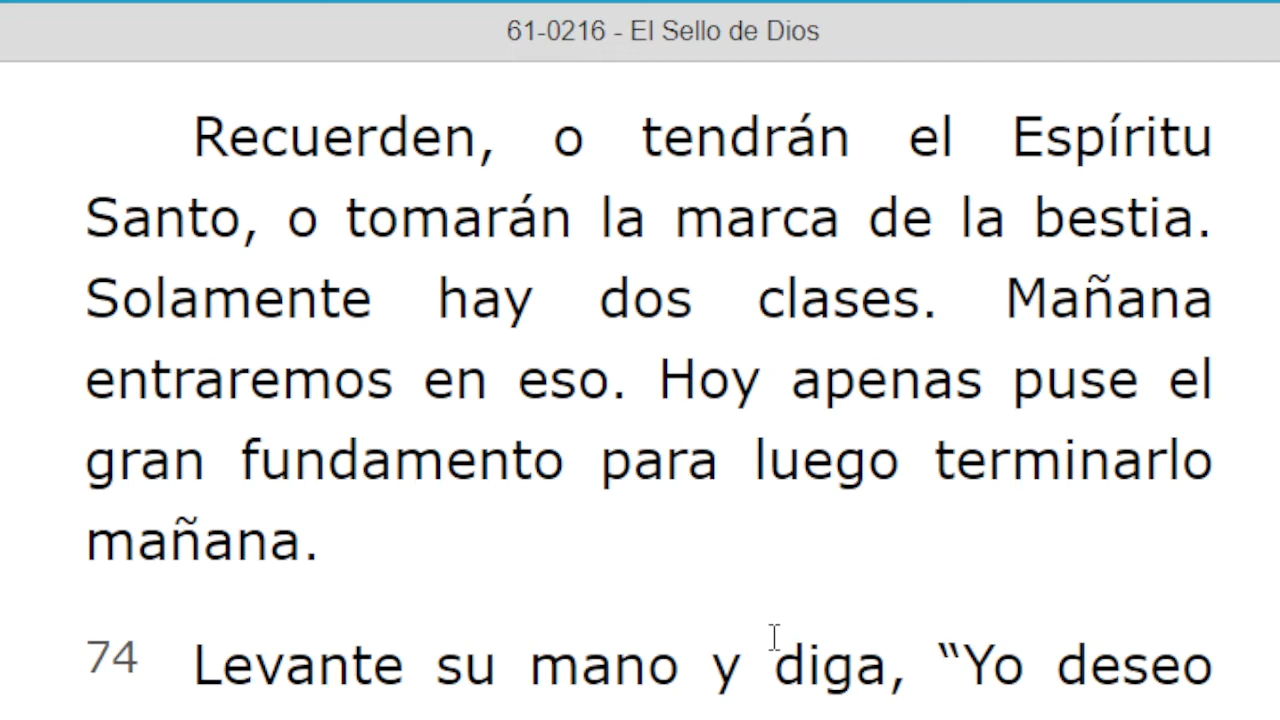 61-0216 - El Sello de Dios
Recuerden, o tendrán el Espíritu
Santo, o tomarán la marca de la bestia.
Solamente hay dos clases. Mañana
entraremos en eso. Hoy apenas puse el
gran fundamento para luego terminarlo
mañana.
74 Levante su mano y diga, “Yo deseo